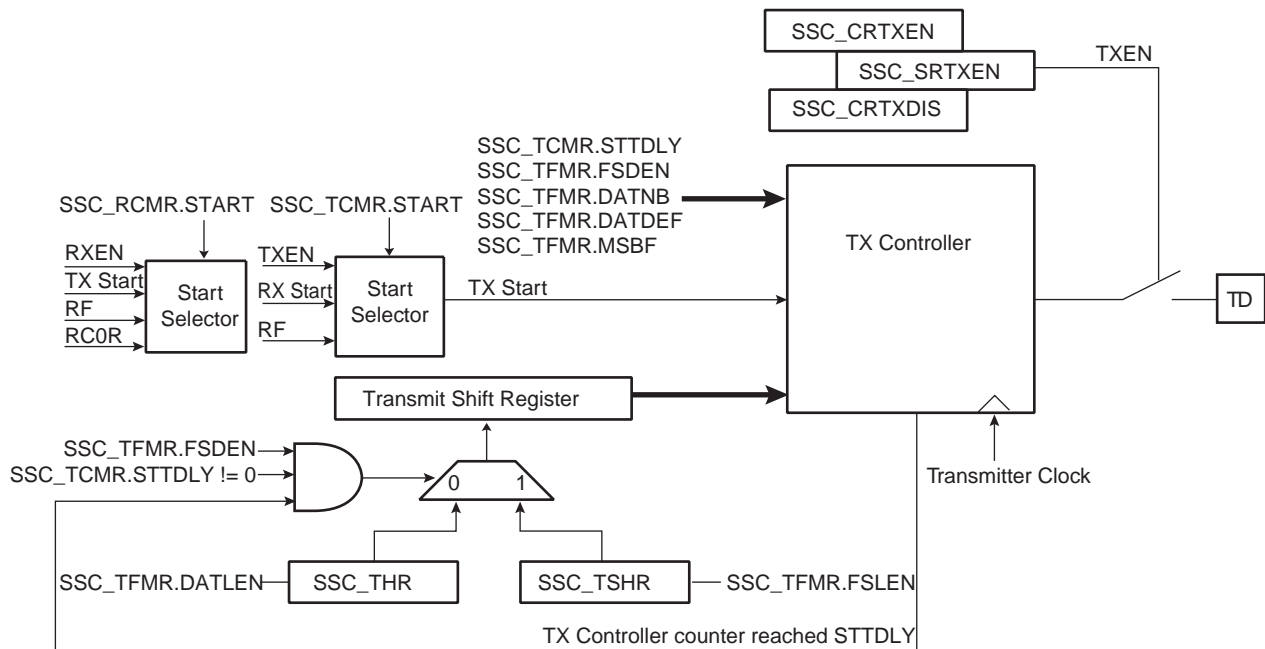 SSC_CRTXEN
SSC_SRTXEN
TXEN
SSC_CRTXDIS
SSC_TCMR.STTDLY
SSC_TFMR.FSDEN
SSC_TFMR.DATNB
SSC_TFMR.DATDEF
SSC_TFMR.MSBF
SSC_RCMR.START
SSC_TCMR.START
RXEN
TX Start
RF
RC0R
Start
Selector
TXEN
RX Start
RF
Start
Selector
TX Start
TX Controller
TD
Transmit Shift Register
SSC_TFMR.FSDEN
SSC_TCMR.STTDLY != 0
0
1
Transmitter Clock
SSC_TFMR.DATLEN
SSC_THR
SSC_TSHR
SSC_TFMR.FSLEN
TX Controller counter reached STTDLY